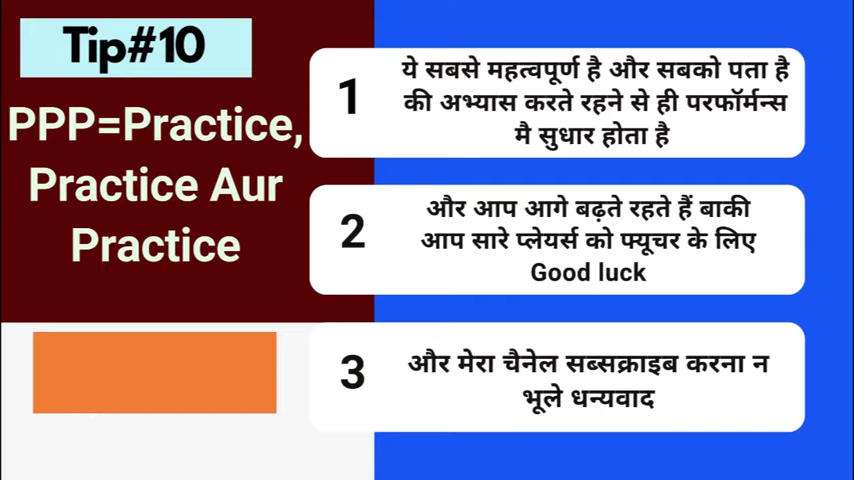 Tip#10
PPP=Practice,
Practice Aur
Practice
1
ये सबसे महत्वपूर्ण है और सबको पता है
की अभ्यास करते रहने से ही परफॉर्मन्स
मै सुधार होता है
2
और आप आगे बढ़ते रहते हैं बाकी
आप सारे प्लेयर्स को फ्यूचर के लिए
Good luck
3
और मेरा चैनेल सब्सक्राइब करना न
भूले धन्यवाद